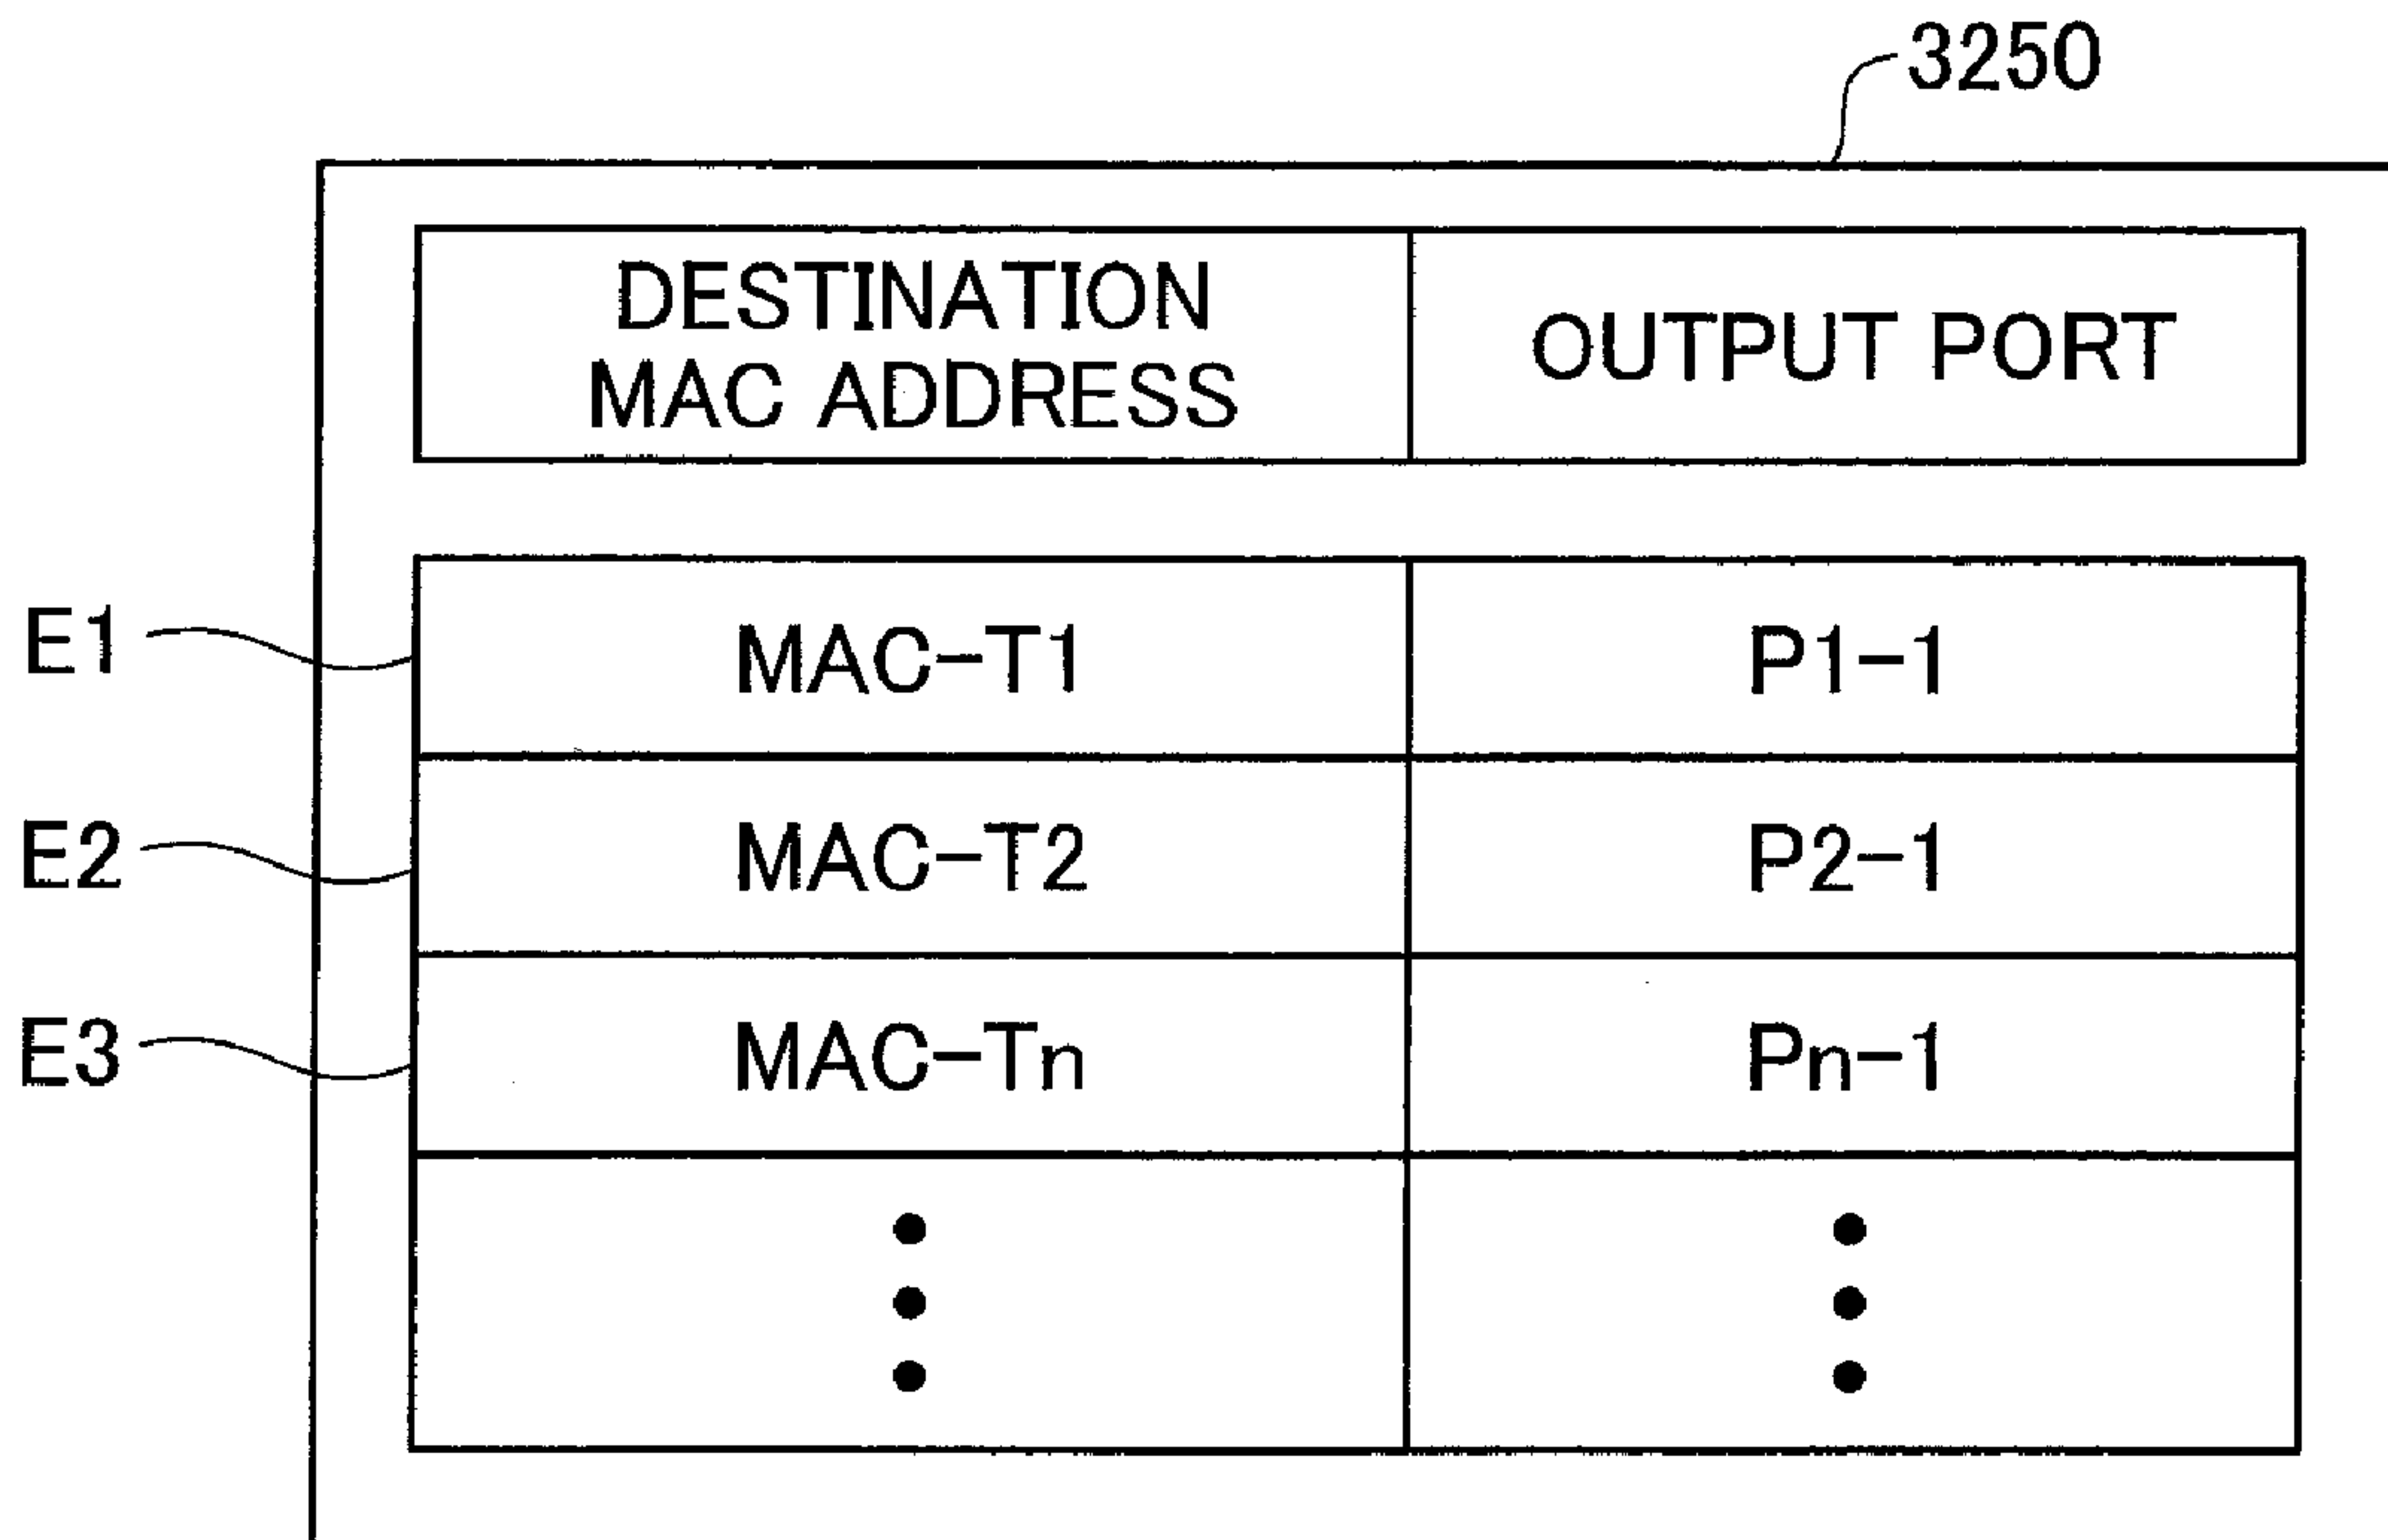 3250
DESTINATION
MAC ADDRESS
OUTPUT PORT
E1
MAC-T1
P1-1
E2
MAC-T2
P2-1
E3
MAC-Tn
Pn-1